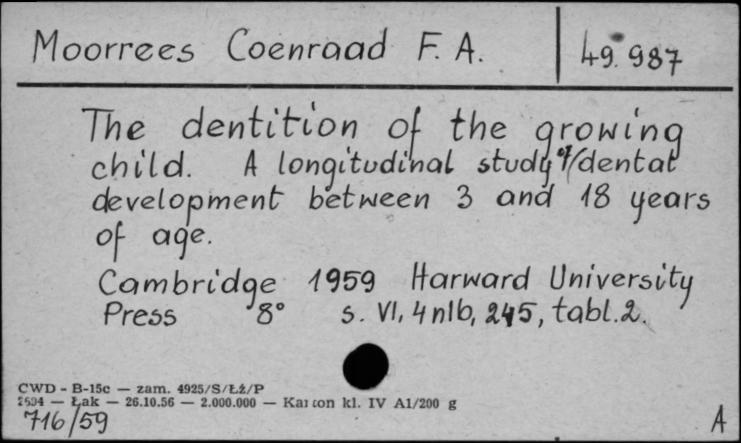 Moorrees Coenraad F. A. 49.987
The dentition of the growing
child. A longitudinal study of/dental
development between 3 and 18 years
of age.
Cambridge 1959 Harward University
Press 8° s. VI, 4 nlb, 245, tabl. 2.
CWD - B-15c — zam. 4925/S/ŁŻ/P
2594 — Łak — 26.10.56 — 2.000.000 — Karton kl. IV A1/200 g
716/59 A